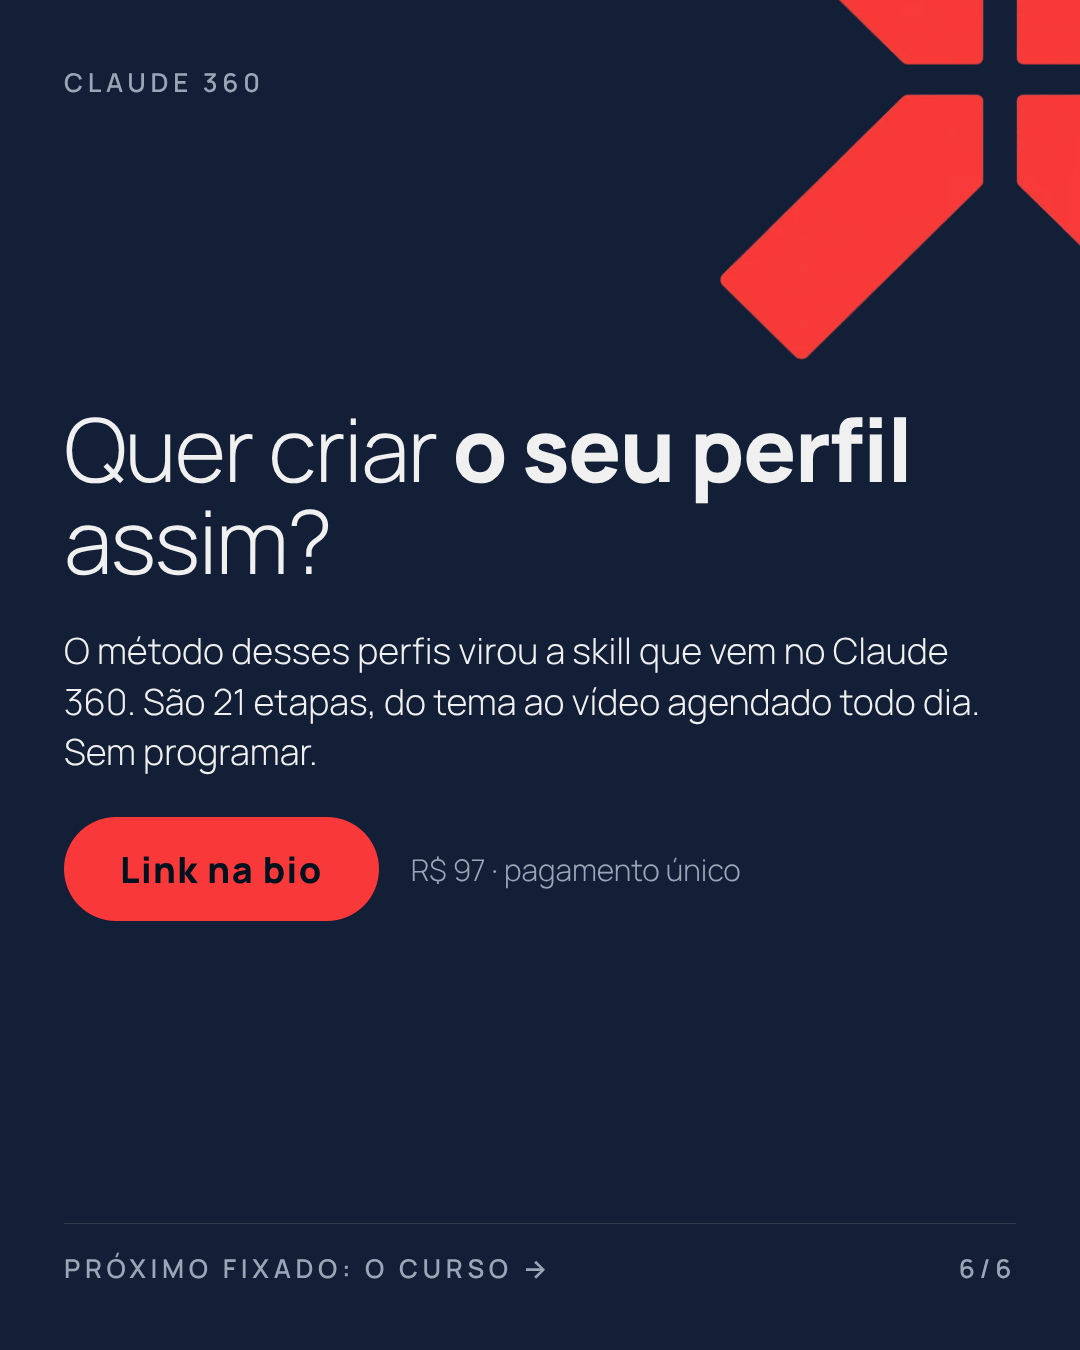 CLAUDE 360
Quer criar o seu perfil
assim?
O método desses perfis virou a skill que vem no Claude
360. São 21 etapas, do tema ao vídeo agendado todo dia.
Sem programar.
Link na bio
R$ 97 · pagamento único
PRÓXIMO FIXADO: O CURSO →
6/6